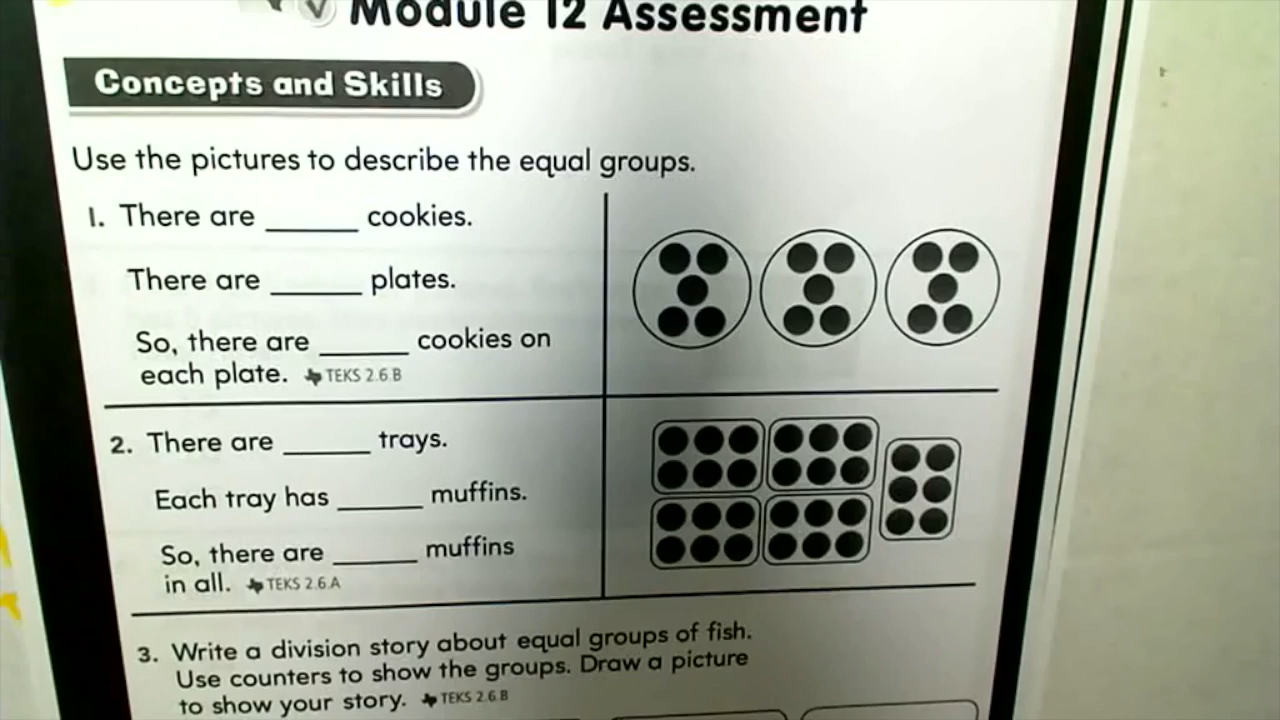 Module 12 Assessment
Concepts and Skills
Use the pictures to describe the equal groups.
1. There are ______ cookies.
There are ______ plates.
So, there are ______ cookies on
each plate. TEKS 2.6.B
2. There are ______ trays.
Each tray has ______ muffins.
So, there are ______ muffins
in all. TEKS 2.6.A
3. Write a division story about equal groups of fish.
Use counters to show the groups. Draw a picture
to show your story. TEKS 2.6.B